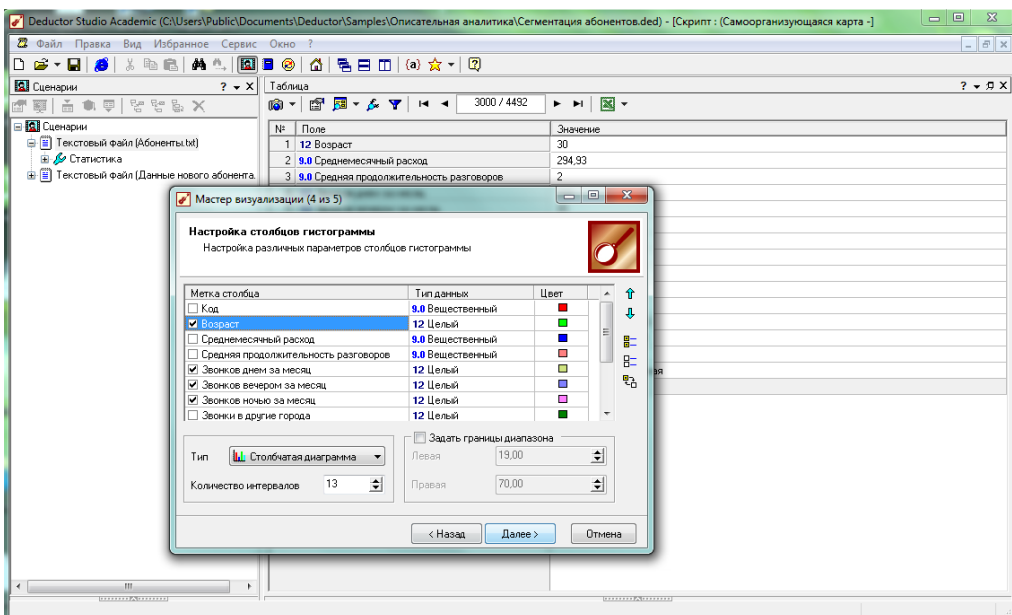 Deductor Studio Academic (C:\Users\Public\Documents\Deductor\Samples\Описательная аналитика\Сегментация абонентов.ded) - [Скрипт : (Самоорганизующаяся карта -]
Файл Правка Вид Избранное Сервис Окно ?
Сценарии ? X
Таблица ? X
3000 / 4492
Сценарии
Текстовый файл (Абоненты.txt)
Статистика
Текстовый файл (Данные нового абонента.
№ Поле Значение
1 12 Возраст 30
2 9.0 Среднемесячный расход 294,93
3 9.0 Средняя продолжительность разговоров 2
Мастер визуализации (4 из 5)
Настройка столбцов гистограммы
Настройка различных параметров столбцов гистограммы
Метка столбца Тип данных Цвет
Код 9.0 Вещественный
Возраст 12 Целый
Среднемесячный расход 9.0 Вещественный
Средняя продолжительность разговоров 9.0 Вещественный
Звонков днем за месяц 12 Целый
Звонков вечером за месяц 12 Целый
Звонков ночью за месяц 12 Целый
Звонки в другие города 12 Целый
Тип Столбчатая диаграмма
Количество интервалов 13
Задать границы диапазона
Левая 19,00
Правая 70,00
< Назад Далее > Отмена